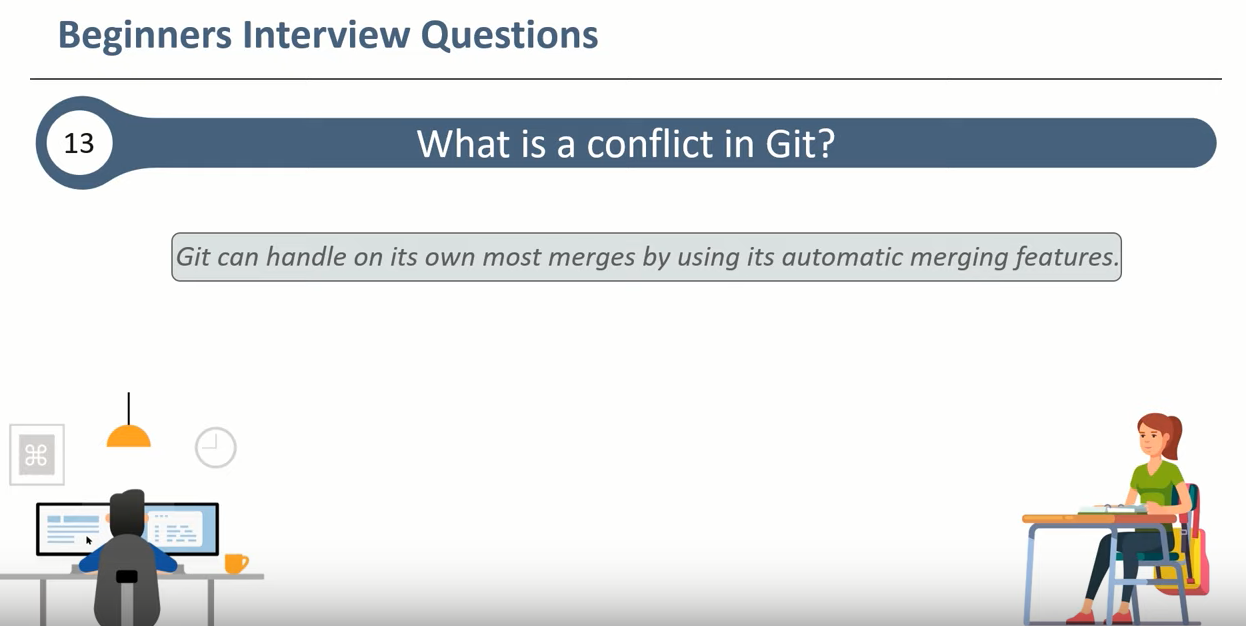 Beginners Interview Questions
13
What is a conflict in Git?
Git can handle on its own most merges by using its automatic merging features.